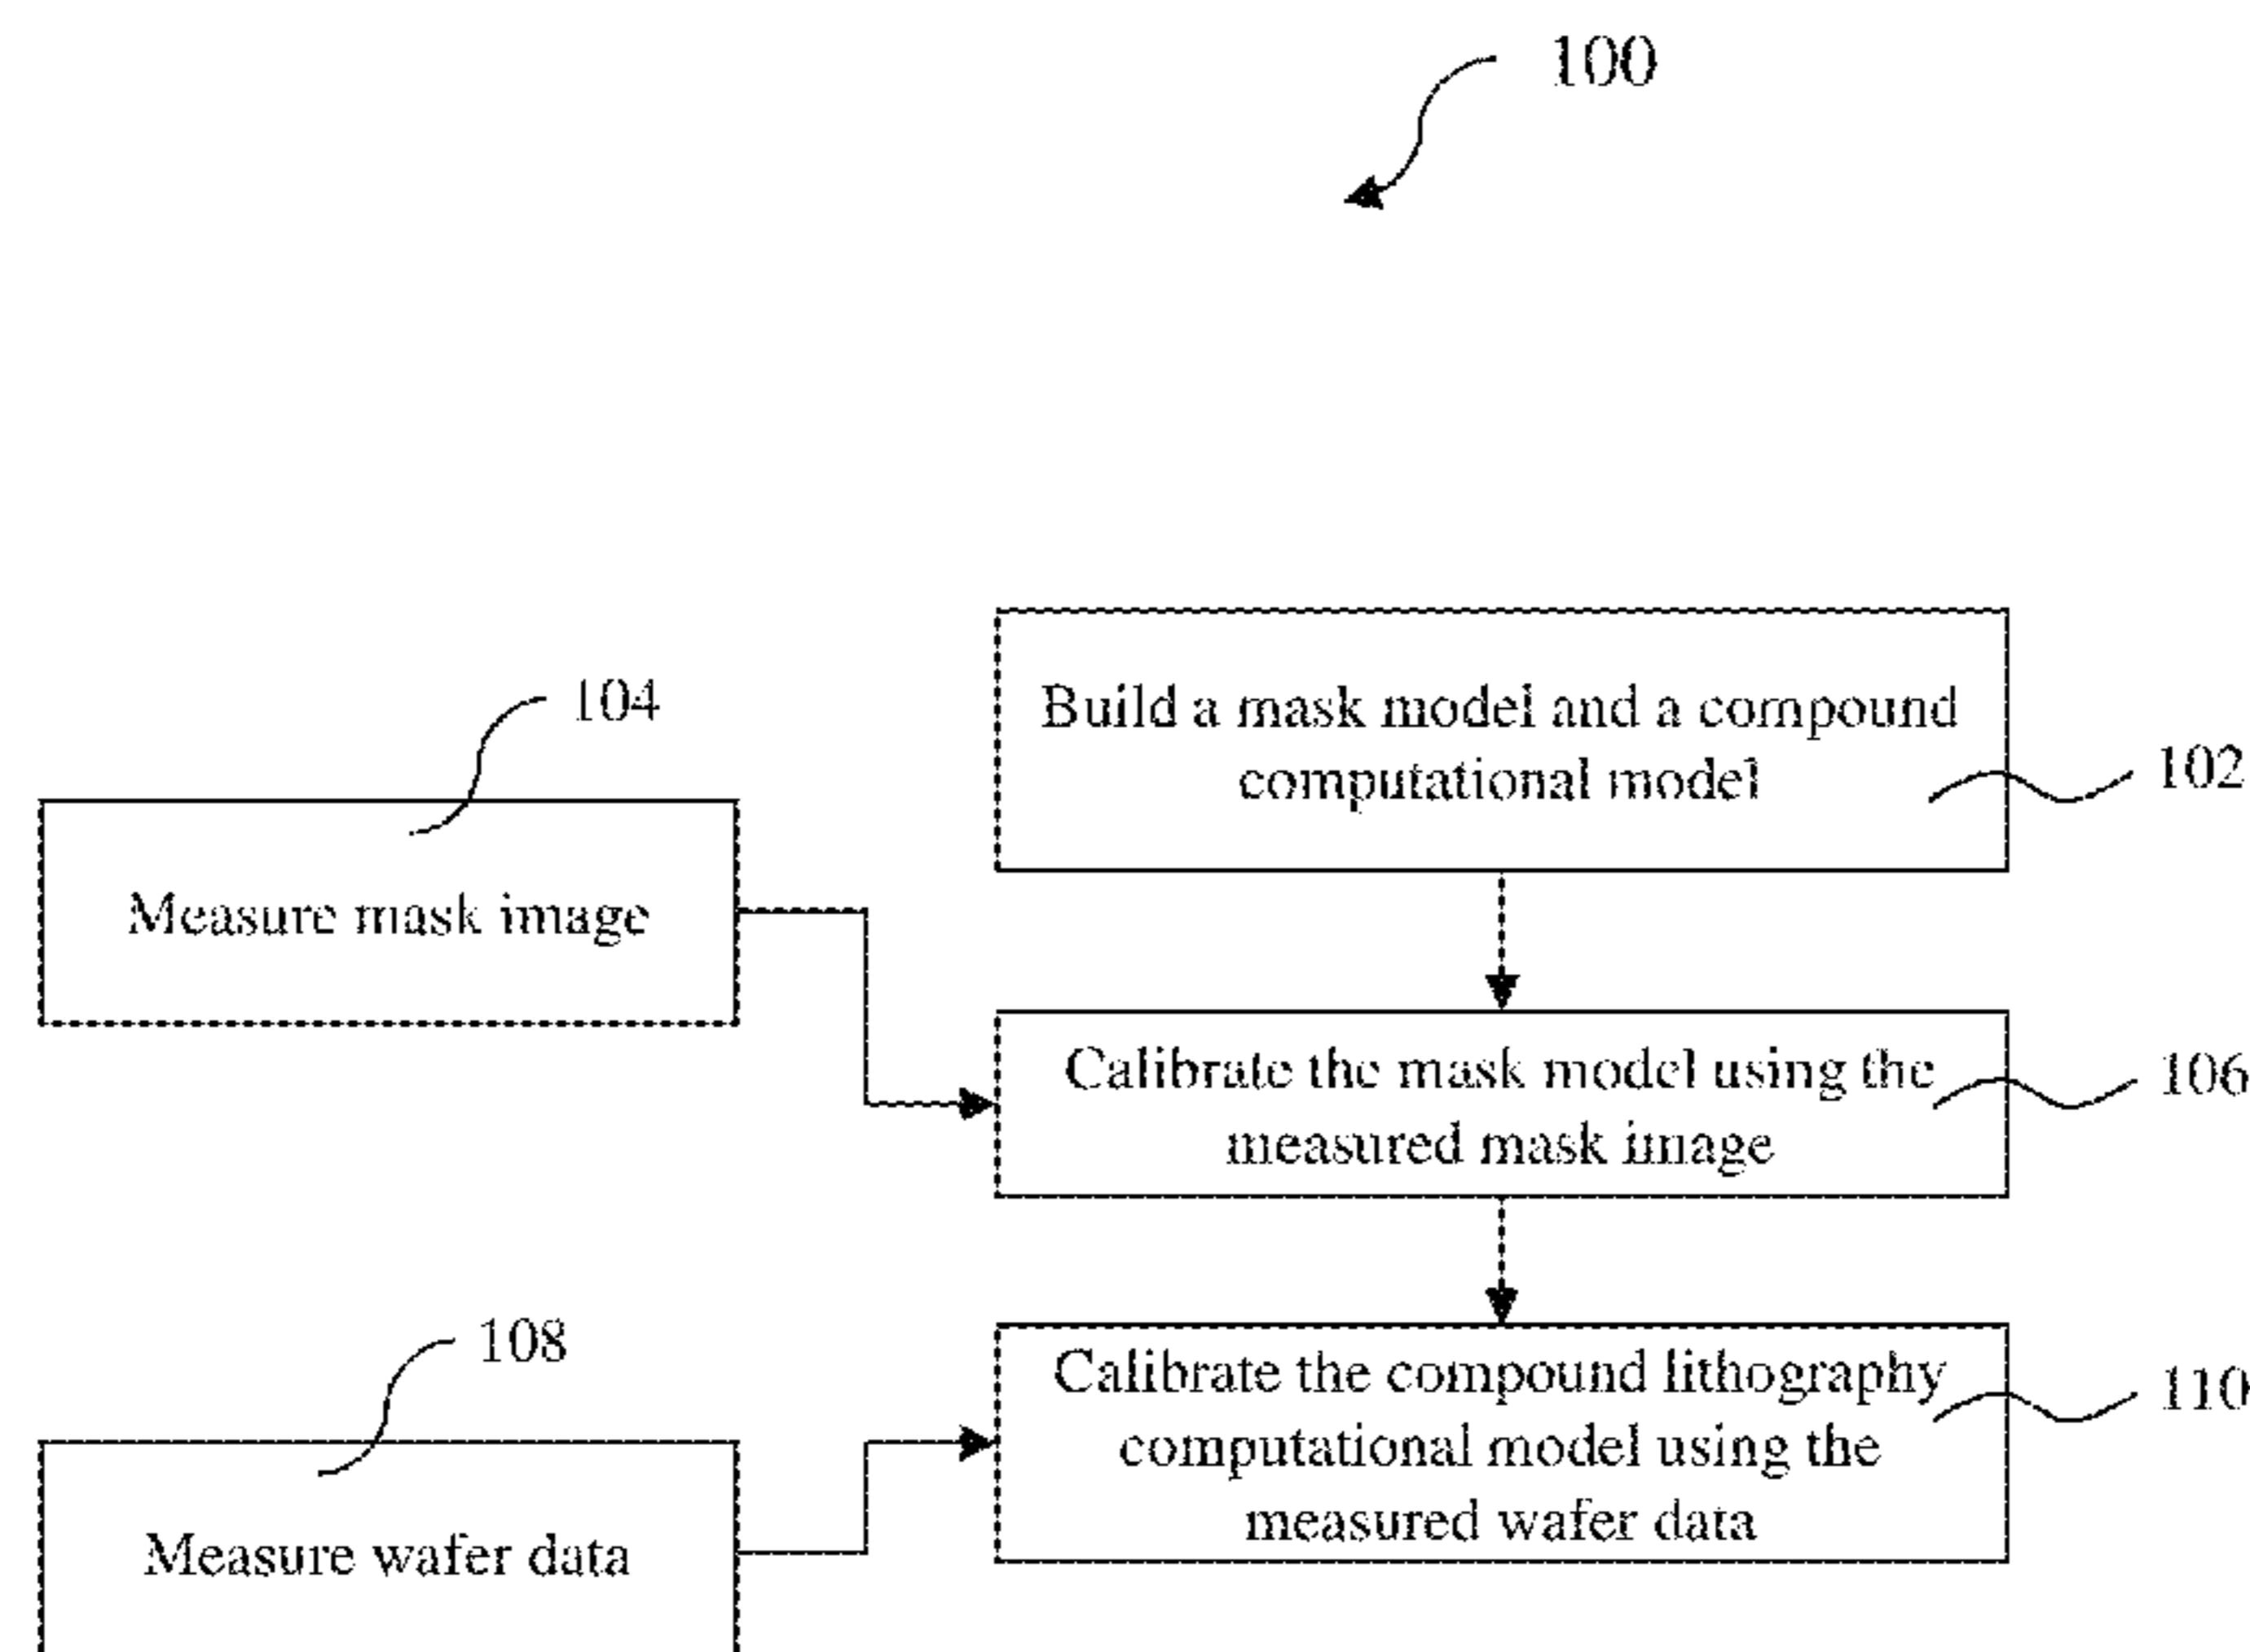 100
Build a mask model and a compound
computational model
102
104
Measure mask image
Calibrate the mask model using the
measured mask image
106
108
Measure wafer data
Calibrate the compound lithography
computational model using the
measured wafer data
110